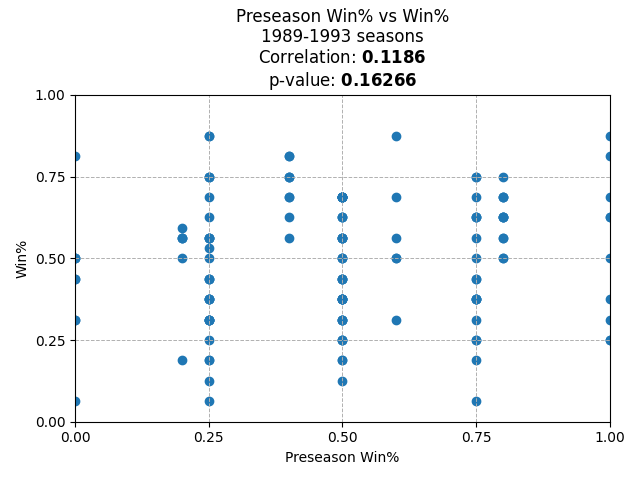 Preseason Win% vs Win%
1989-1993 seasons
Correlation: 0.1186
p-value: 0.16266
1.00
0.75
0.50
0.25
0.00
Win%
0.00 0.25 0.50 0.75 1.00
Preseason Win%